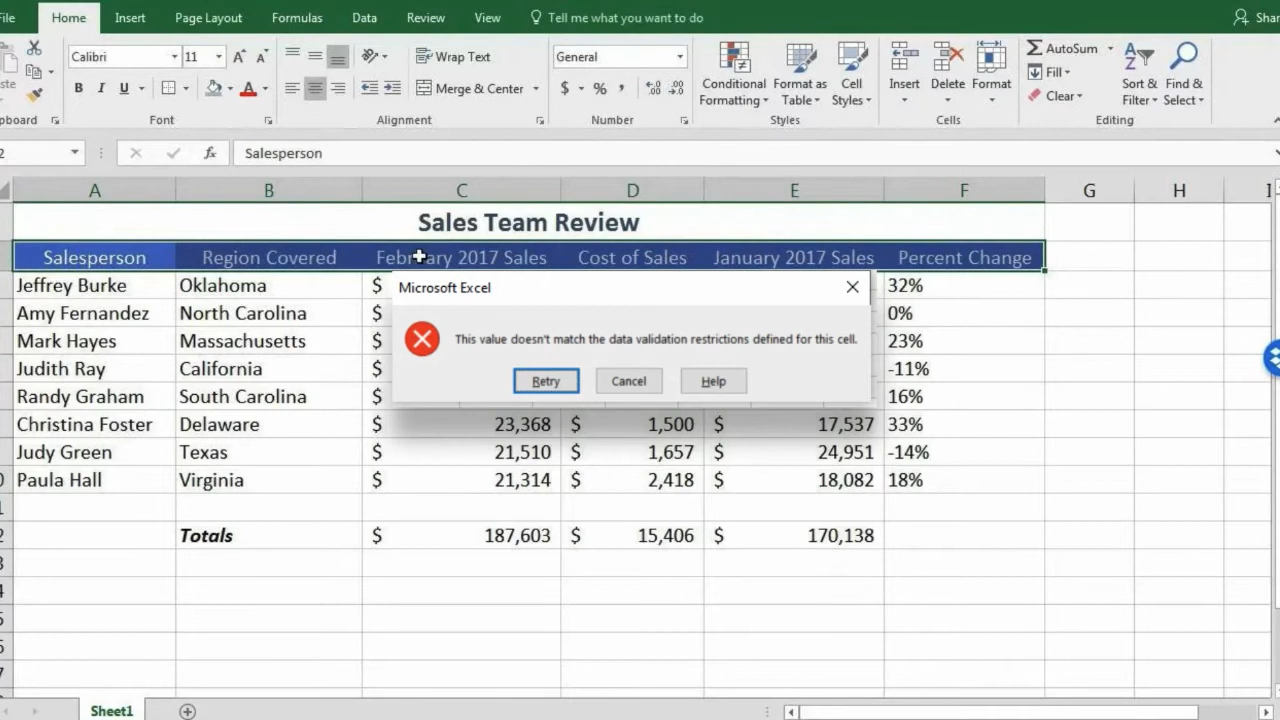 File Home Insert Page Layout Formulas Data Review View Tell me what you want to do
Calibri 11 Wrap Text General AutoSum
B I U Merge & Center $ % Conditional Formatting Format as Table Cell Styles Insert Delete Format Fill Clear Sort & Filter Find & Select
Font Alignment Number Styles Cells Editing
fx Salesperson
A B C D E F G H I
Sales Team Review
Salesperson Region Covered February 2017 Sales Cost of Sales January 2017 Sales Percent Change
Jeffrey Burke Oklahoma $ 32%
Amy Fernandez North Carolina $ 0%
Mark Hayes Massachusetts $ 23%
Judith Ray California $ -11%
Randy Graham South Carolina $ 16%
Christina Foster Delaware $ 23,368 $ 1,500 $ 17,537 33%
Judy Green Texas $ 21,510 $ 1,657 $ 24,951 -14%
Paula Hall Virginia $ 21,314 $ 2,418 $ 18,082 18%
Totals $ 187,603 $ 15,406 $ 170,138
Microsoft Excel
This value doesn't match the data validation restrictions defined for this cell.
Retry Cancel Help
Sheet1